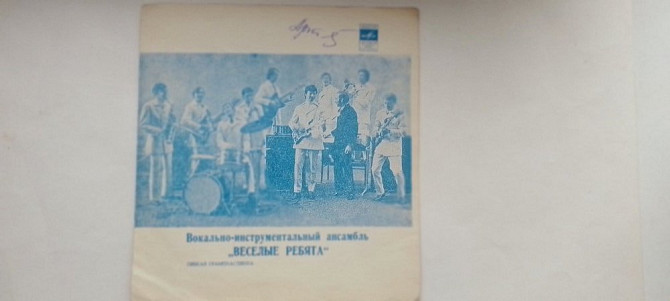 Вокально-инструментальный ансамбль
„ВЕСЕЛЫЕ РЕБЯТА“